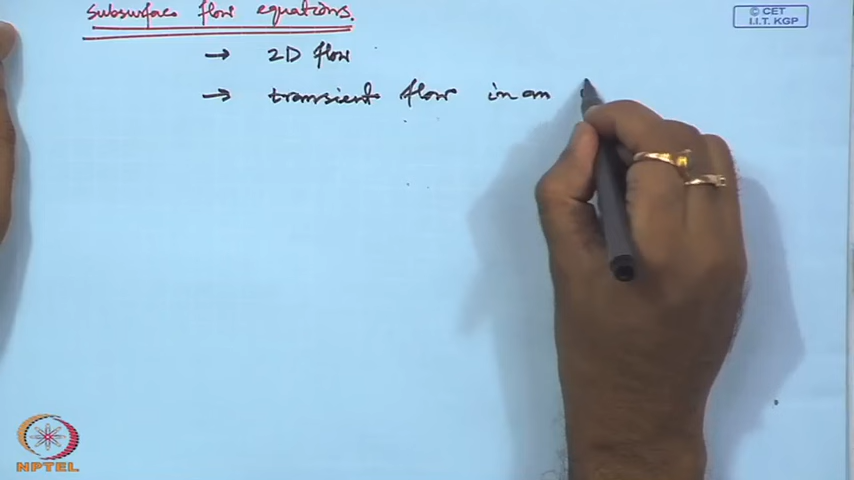 subsurface flow equations.
© CET
I.I.T. KGP
→ 2D flow
→ transient flow in an
NPTEL